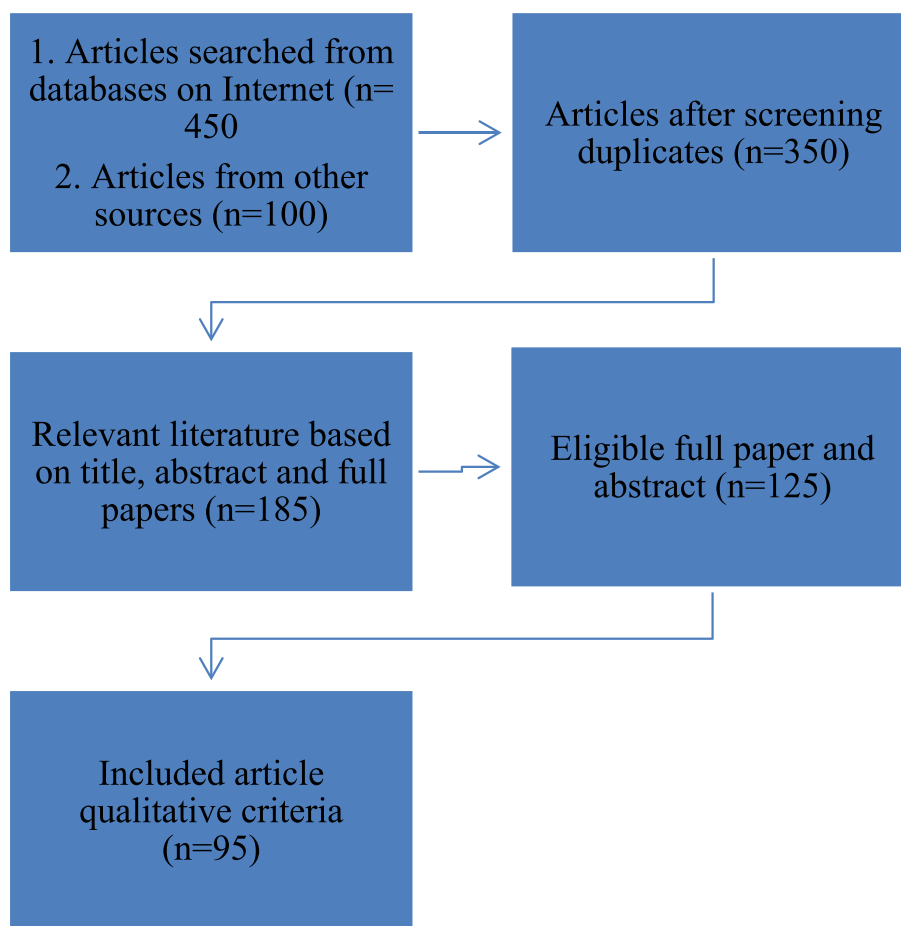 1. Articles searched from
databases on Internet (n=
450
2. Articles from other
sources (n=100)
Articles after screening
duplicates (n=350)
Relevant literature based
on title, abstract and full
papers (n=185)
Eligible full paper and
abstract (n=125)
Included article
qualitative criteria
(n=95)